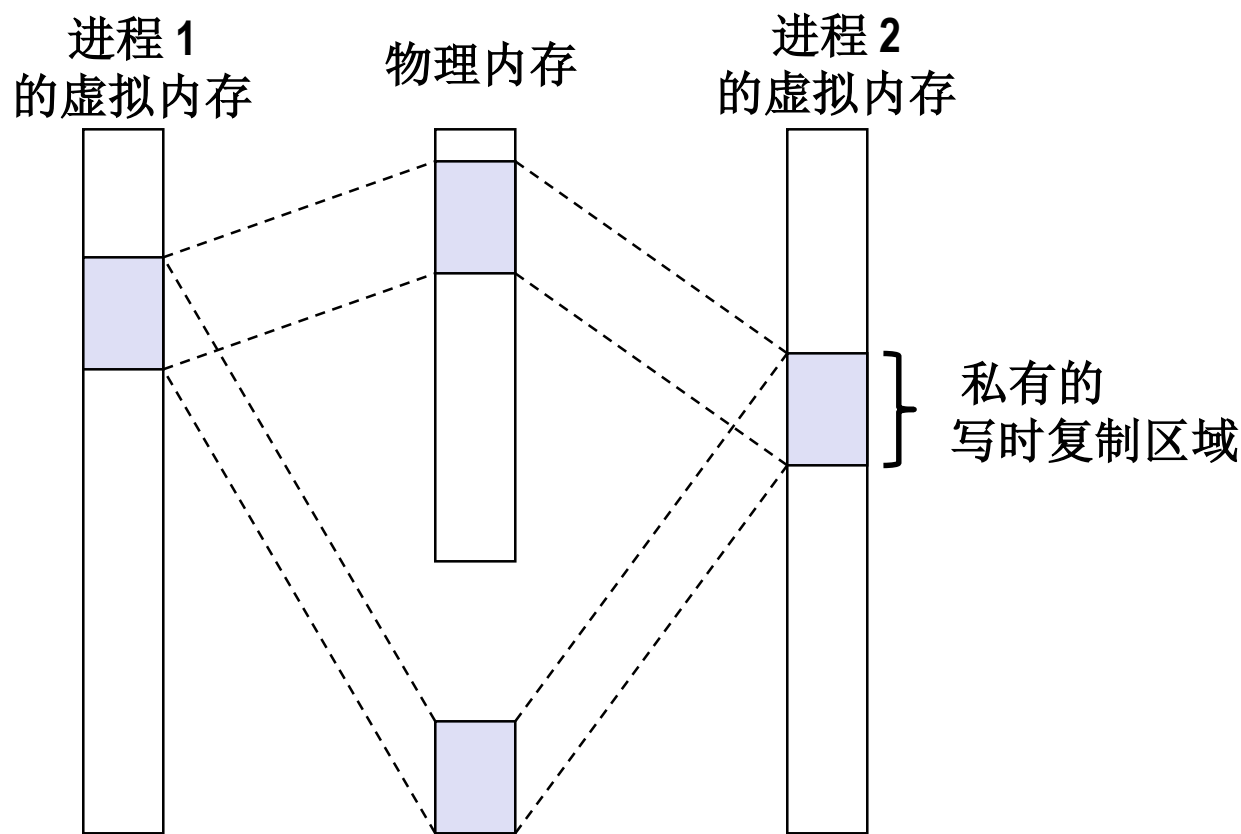 进程 1
的虚拟内存
物理内存
进程 2
的虚拟内存
私有的
写时复制区域